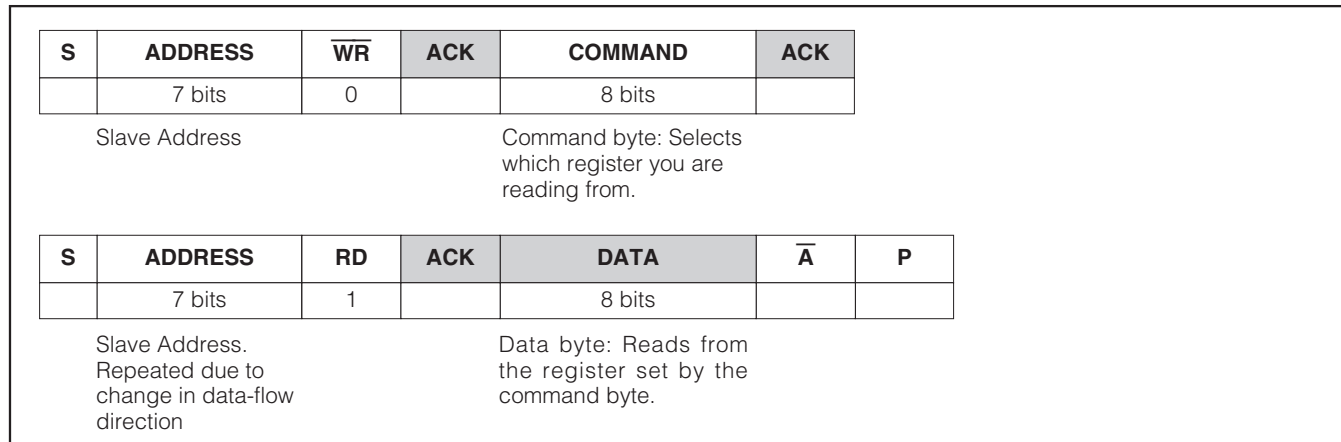 S ADDRESS W̅R̅ ACK COMMAND ACK
7 bits 0 8 bits
Slave Address
Command byte: Selects
which register you are
reading from.
S ADDRESS RD ACK DATA A̅ P
7 bits 1 8 bits
Slave Address.
Repeated due to
change in data-flow
direction
Data byte: Reads from
the register set by the
command byte.